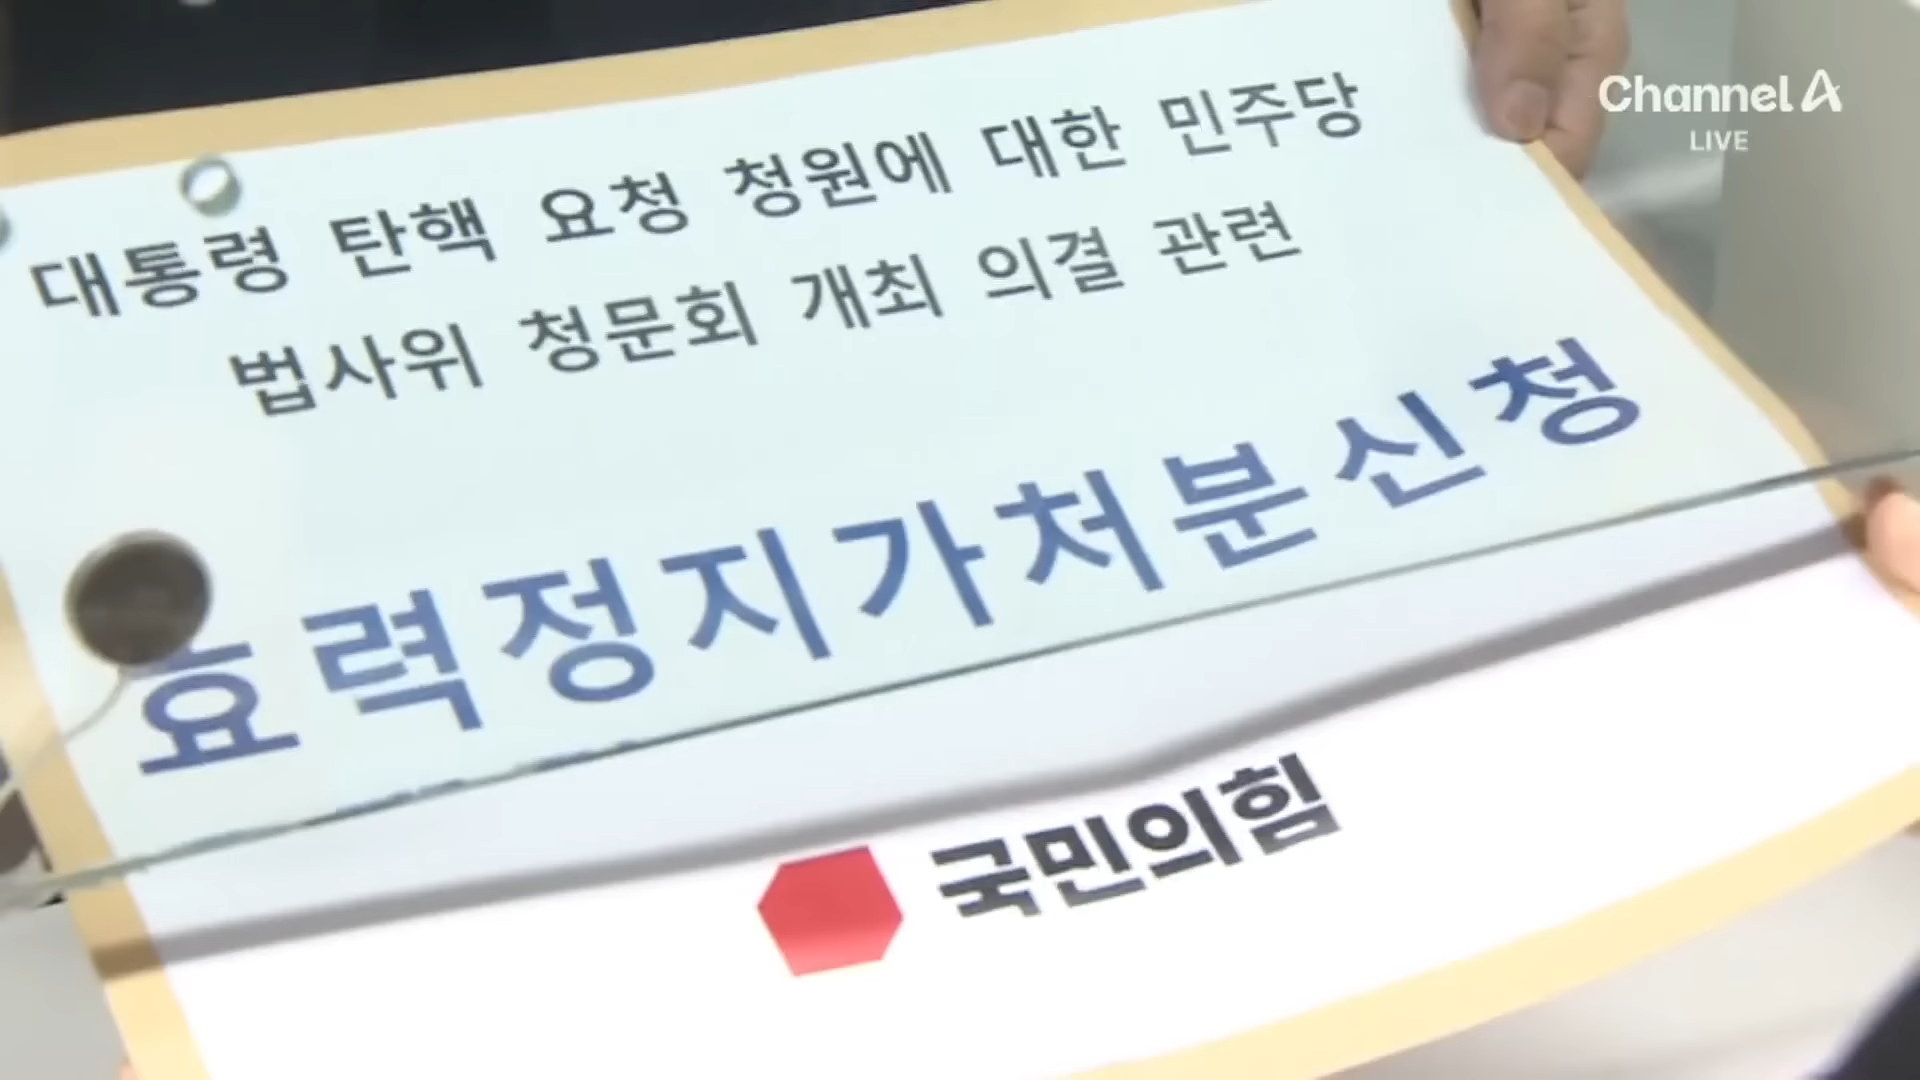 Channel A
LIVE
대통령 탄핵 요청 청원에 대한 민주당
법사위 청문회 개최 의결 관련
효력정지가처분신청
국민의힘